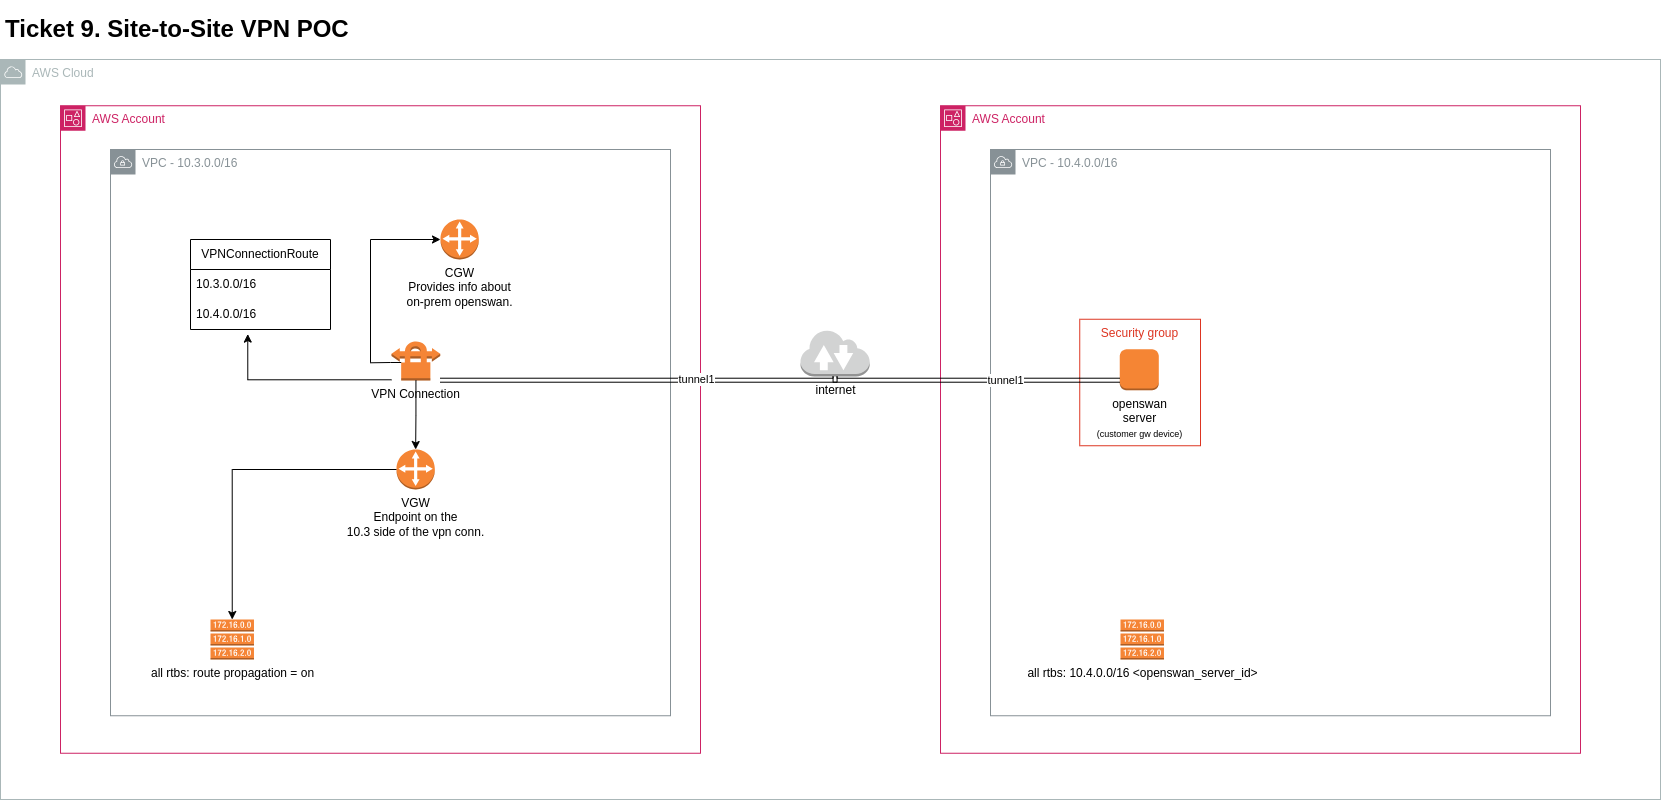 Ticket 9. Site-to-Site VPN POC
AWS Cloud
AWS Account
VPC - 10.3.0.0/16
VPNConnectionRoute
10.3.0.0/16
10.4.0.0/16
CGW
Provides info about
on-prem openswan.
VPN Connection
tunnel1
VGW
Endpoint on the
10.3 side of the vpn conn.
172.16.0.0
172.16.1.0
172.16.2.0
all rtbs: route propagation = on
internet
AWS Account
VPC - 10.4.0.0/16
tunnel1
Security group
openswan
server
(customer gw device)
172.16.0.0
172.16.1.0
172.16.2.0
all rtbs: 10.4.0.0/16 <openswan_server_id>